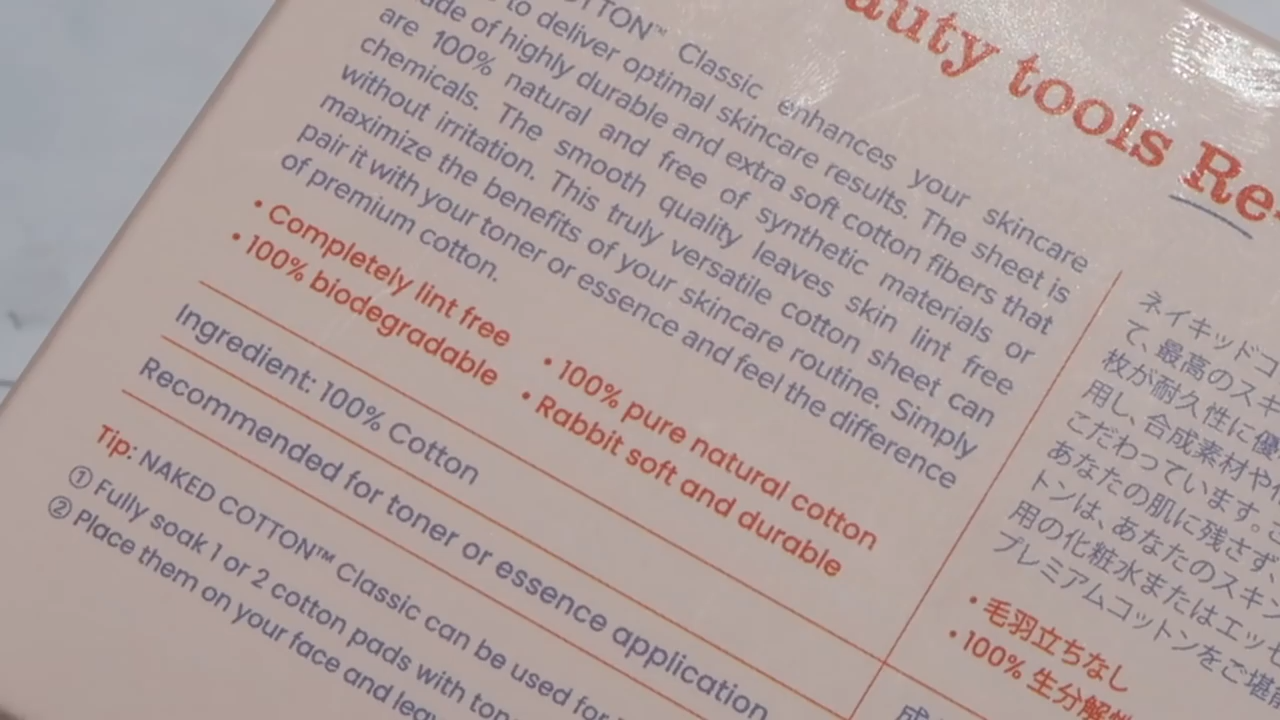 beauty tools Re
COTTON™ Classic enhances your skincare
to deliver optimal skincare results. The sheet is
made of highly durable and extra soft cotton fibers that
are 100% natural and free of synthetic materials or
chemicals. The smooth quality leaves skin lint free
without irritation. This truly versatile cotton sheet can
maximize the benefits of your skincare routine. Simply
pair it with your toner or essence and feel the difference
of premium cotton.
• Completely lint free
• 100% biodegradable
• 100% pure natural cotton
• Rabbit soft and durable
Ingredient: 100% Cotton
Recommended for toner or essence application
Tip: NAKED COTTON™ Classic can be used for
① Fully soak 1 or 2 cotton pads with ton
② Place them on your face and leav
ネイキッドコ
て、最高のスキ
枚が耐久性に優
用し、合成素材や
こだわっています。
あなたの肌に残さず、
トンは、あなたのスキン
用の化粧水またはエッセ
プレミアムコットンをご堪
• 毛羽立ちなし
• 100% 生分解性
成